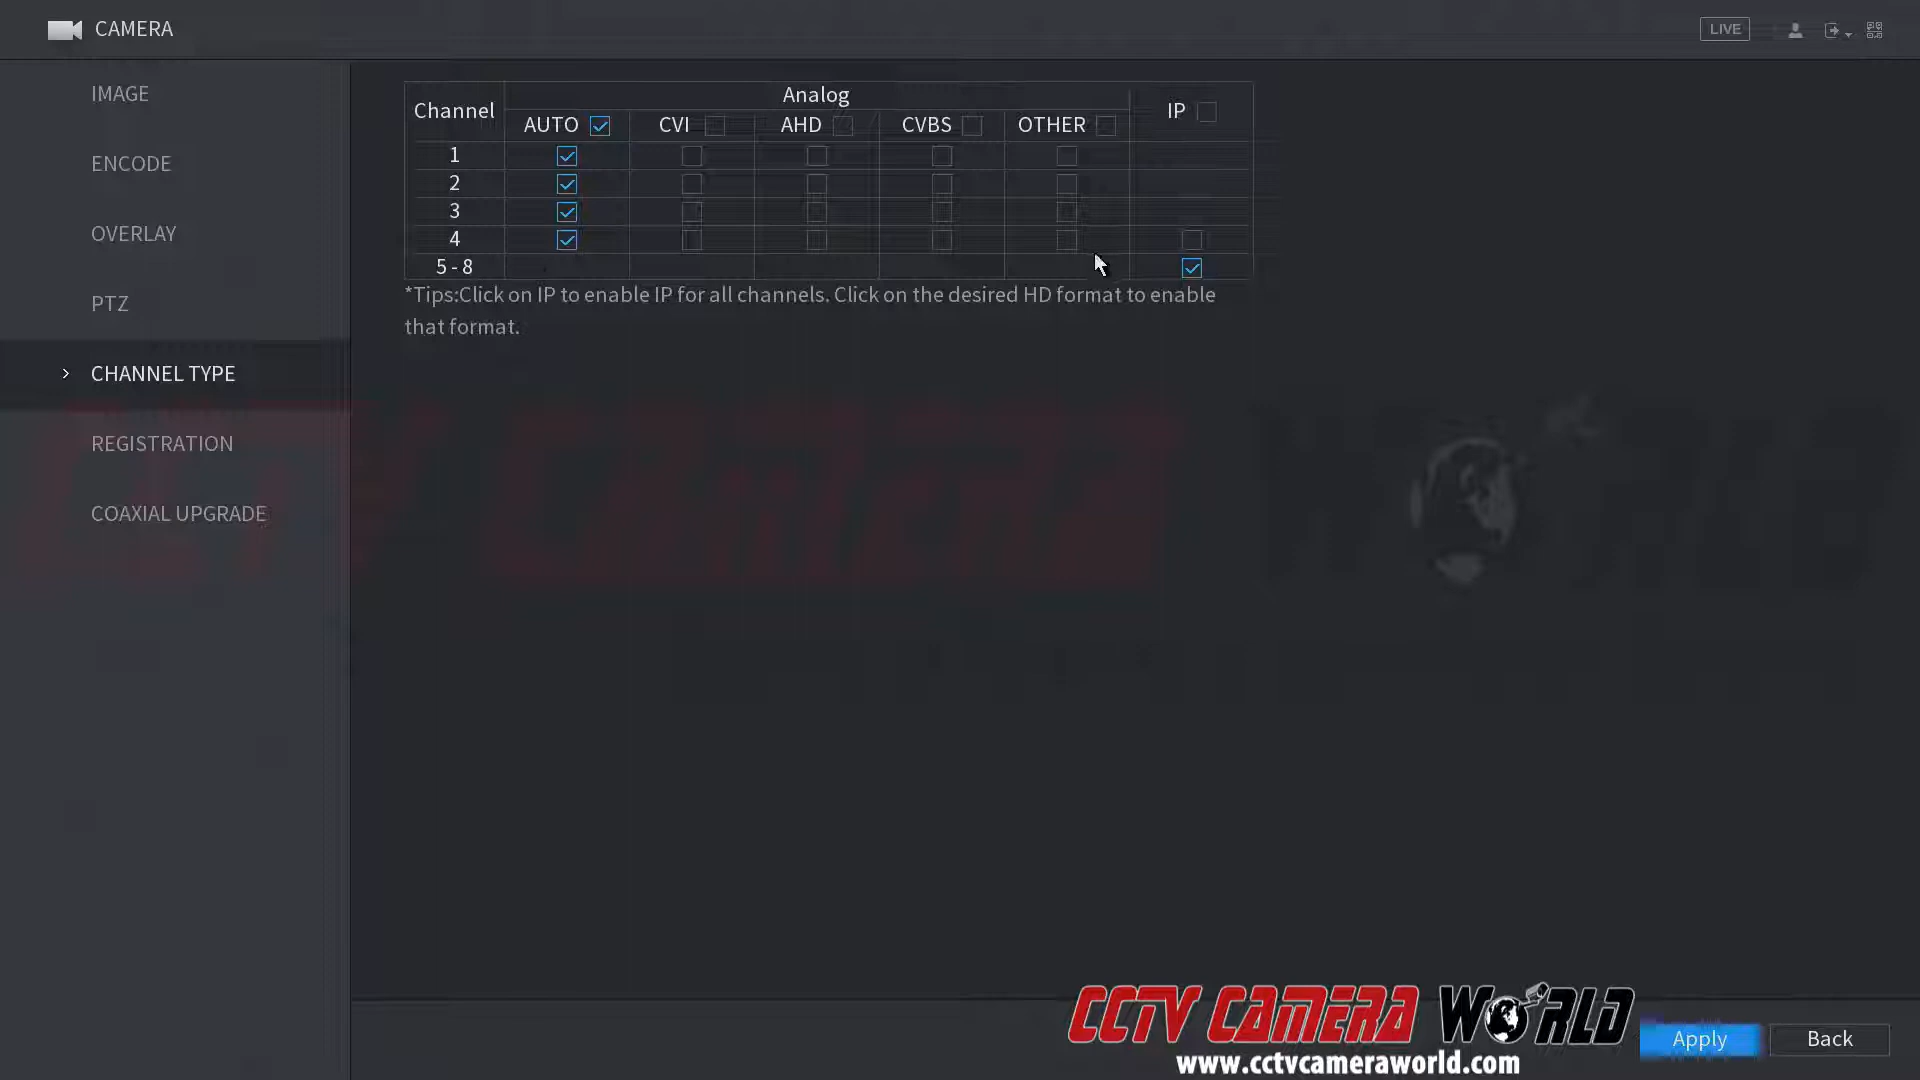 CAMERA
LIVE
IMAGE
ENCODE
OVERLAY
PTZ
CHANNEL TYPE
REGISTRATION
COAXIAL UPGRADE
Channel
Analog
IP
AUTO CVI AHD CVBS OTHER
1
2
3
4
5 - 8
*Tips:Click on IP to enable IP for all channels. Click on the desired HD format to enable
that format.
CCTV CAMERA WORLD
www.cctvcameraworld.com
Apply
Back